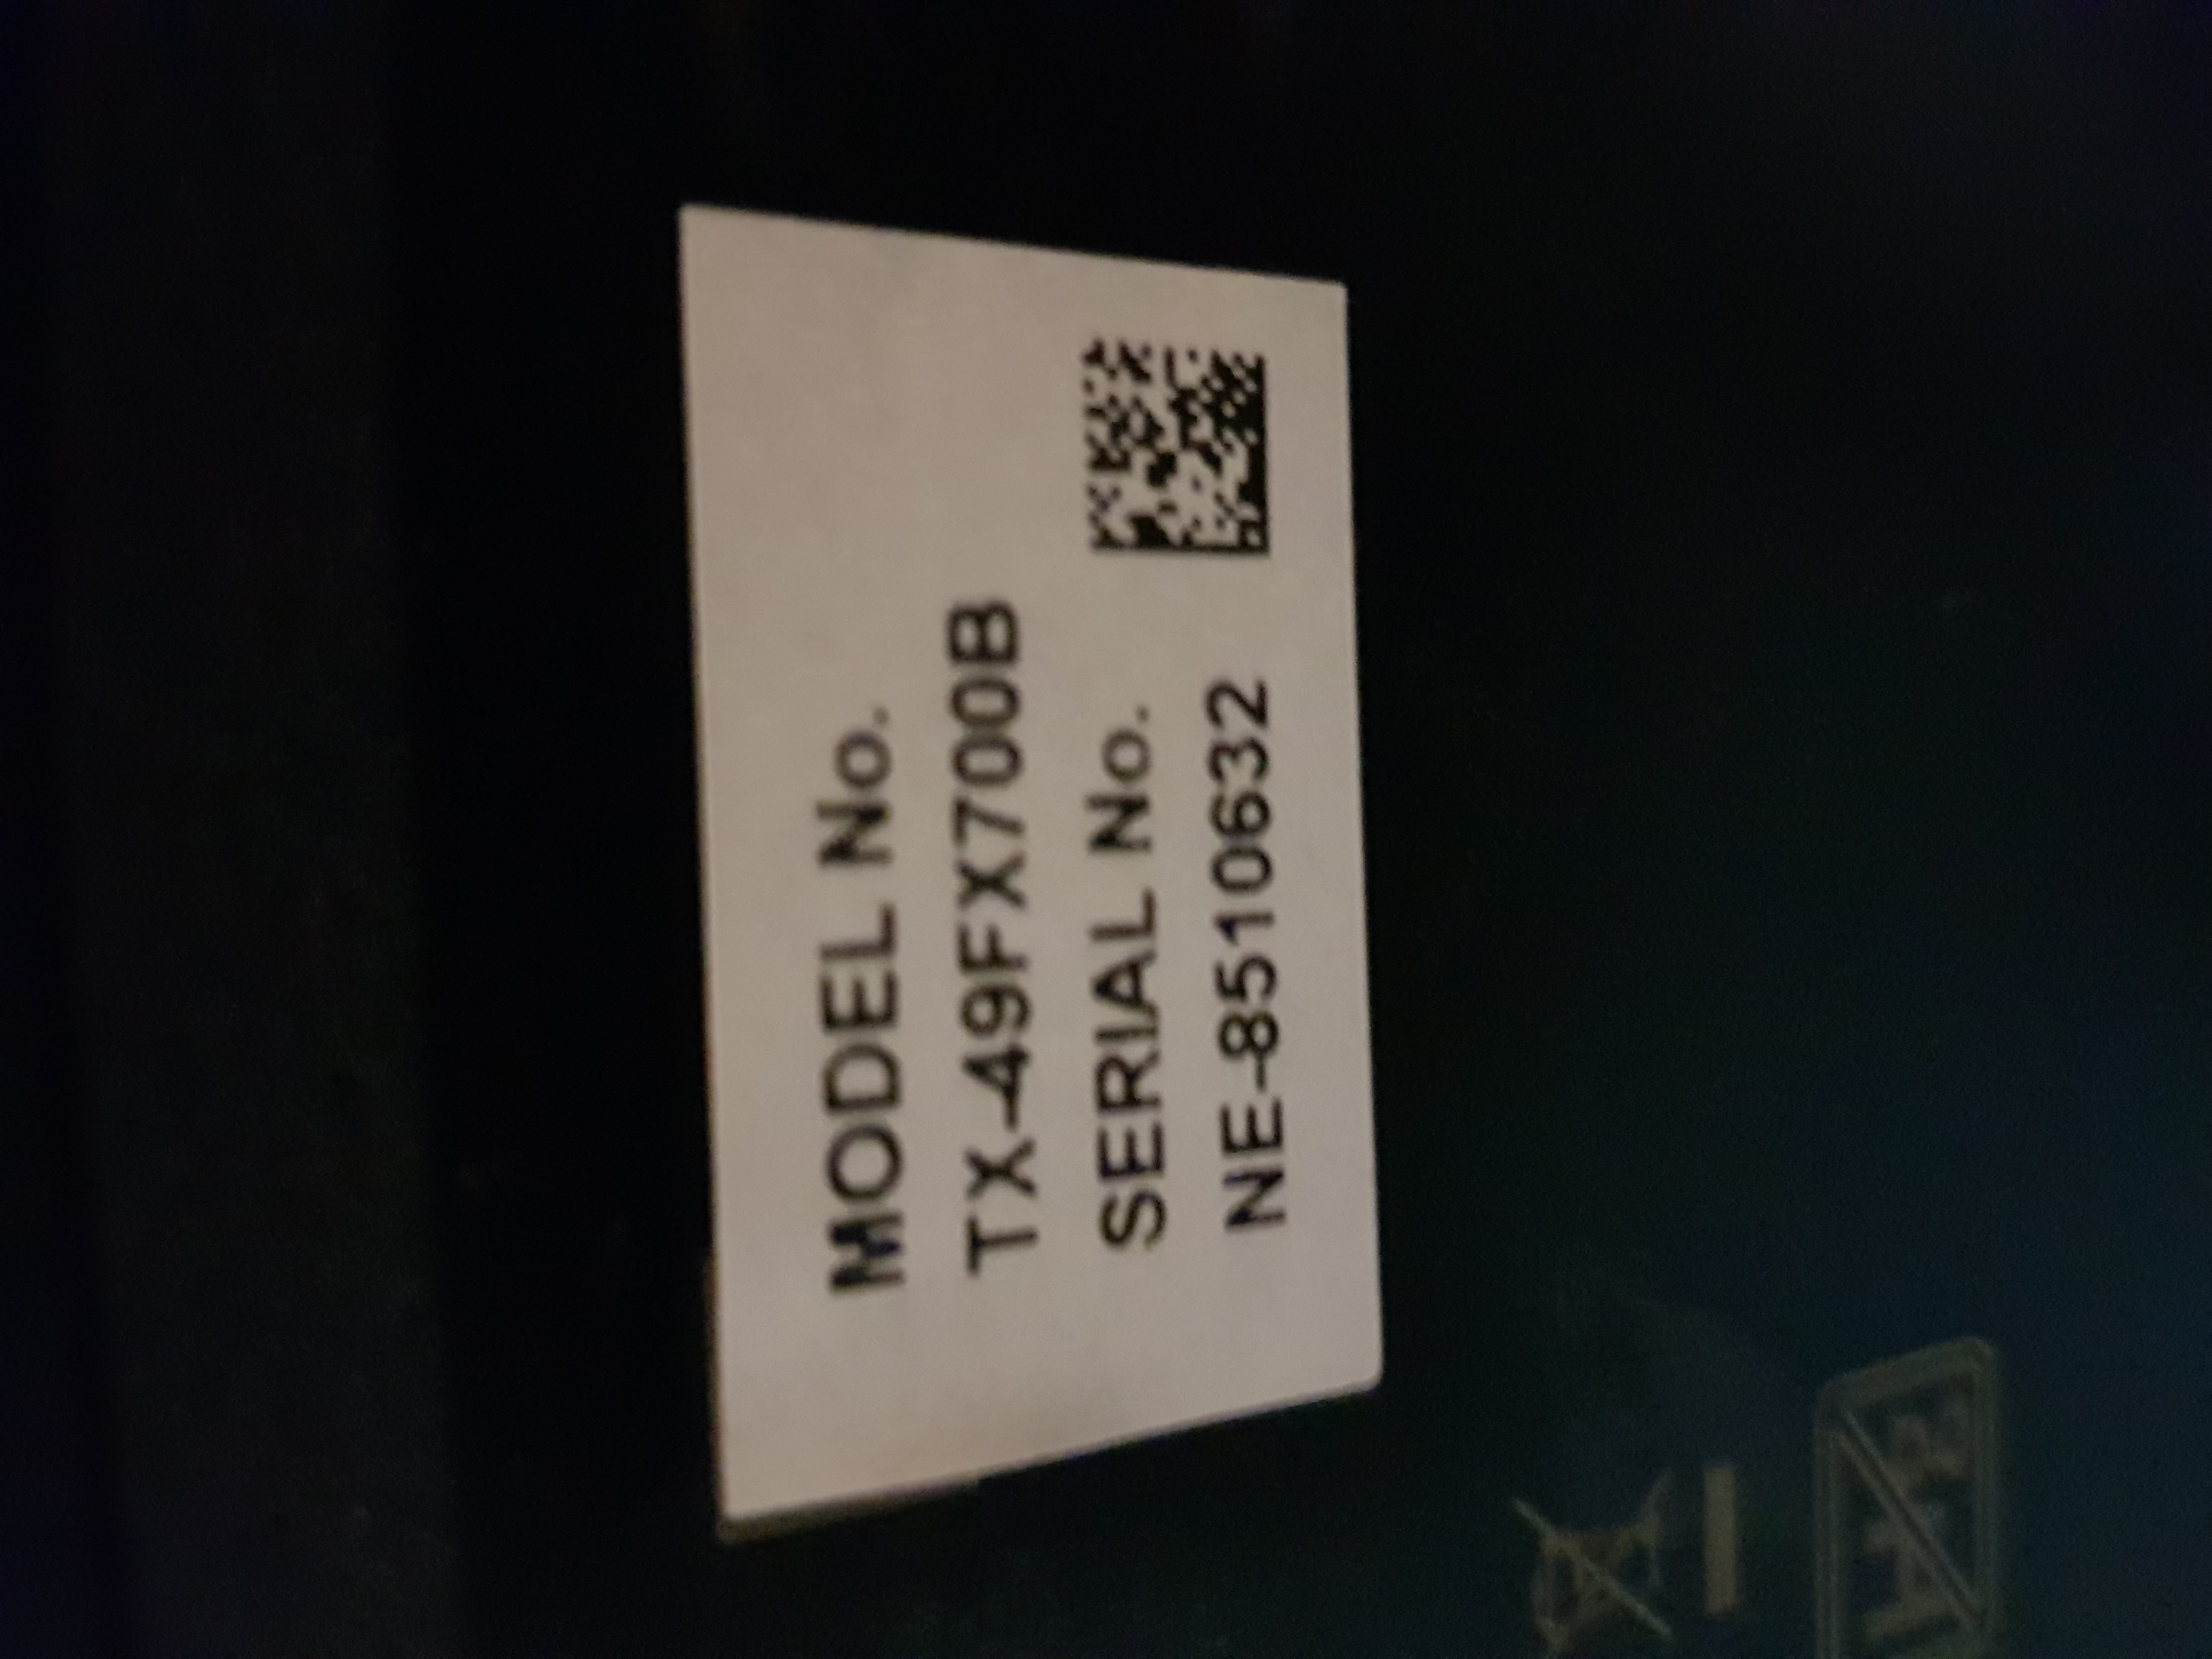 MODEL No.
TX-49FX700B
SERIAL No.
NE-8510632